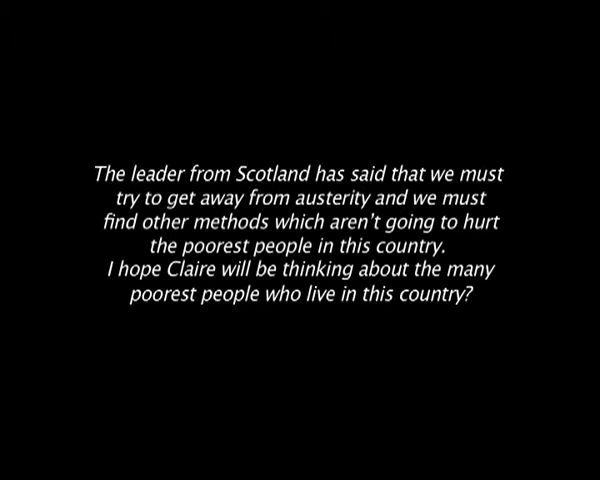 The leader from Scotland has said that we must
try to get away from austerity and we must
find other methods which aren't going to hurt
the poorest people in this country.
I hope Claire will be thinking about the many
poorest people who live in this country?